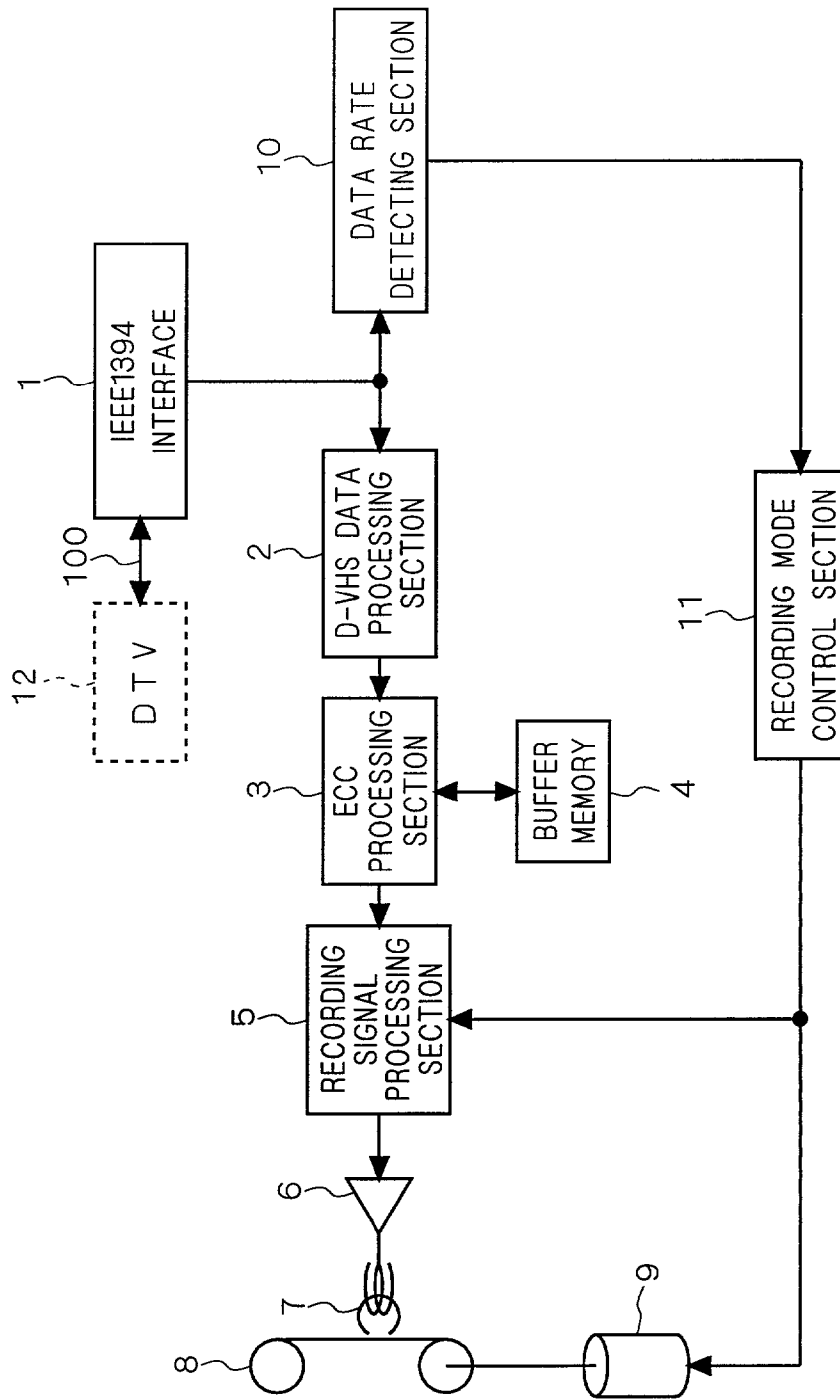 12
DTV
100
1
IEEE1394
INTERFACE
8
7
6
5
RECORDING
SIGNAL
PROCESSING
SECTION
3
ECC
PROCESSING
SECTION
2
D-VHS DATA
PROCESSING
SECTION
10
DATA RATE
DETECTING SECTION
BUFFER
MEMORY
4
9
11
RECORDING MODE
CONTROL SECTION